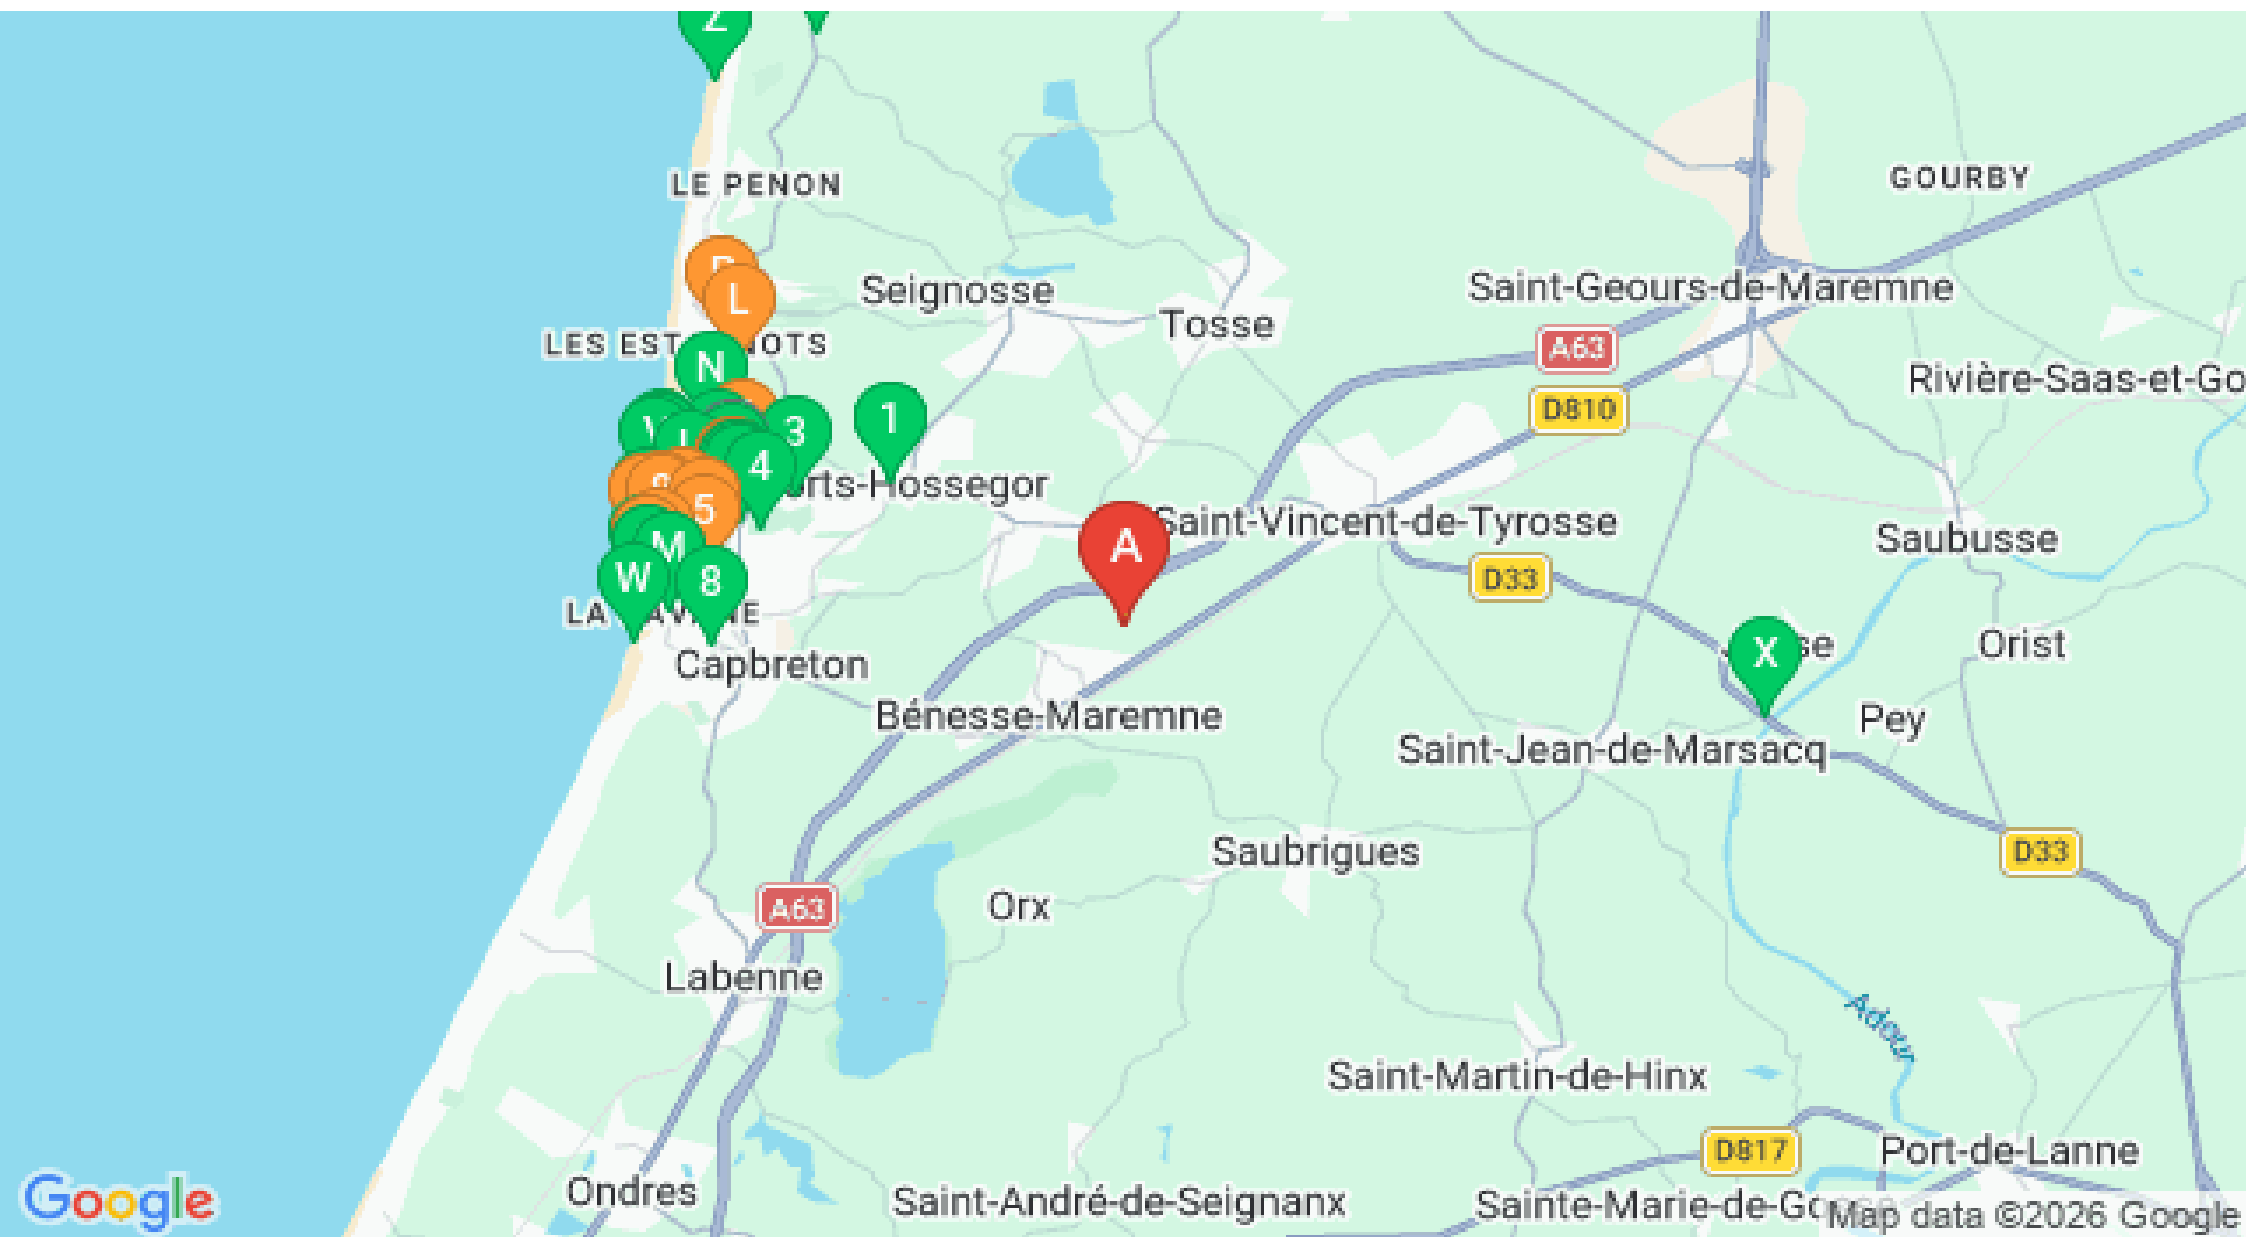 Z
LE PENON
GOURBY
L
Seignosse
Saint-Geours-de-Maremne
Tosse
A63
N
Rivière-Saas-et-Go
D810
1
3
4
5
Saint-Vincent-de-Tyrosse
A
M
Saubusse
W
8
D33
X
Orist
Capbreton
Bénesse-Maremne
Pey
Saint-Jean-de-Marsacq
Saubrigues
D33
A63
Orx
Labenne
Adour
Saint-Martin-de-Hinx
D817
Port-de-Lanne
Google
Ondres
Saint-André-de-Seignanx
Map data ©2026 Google